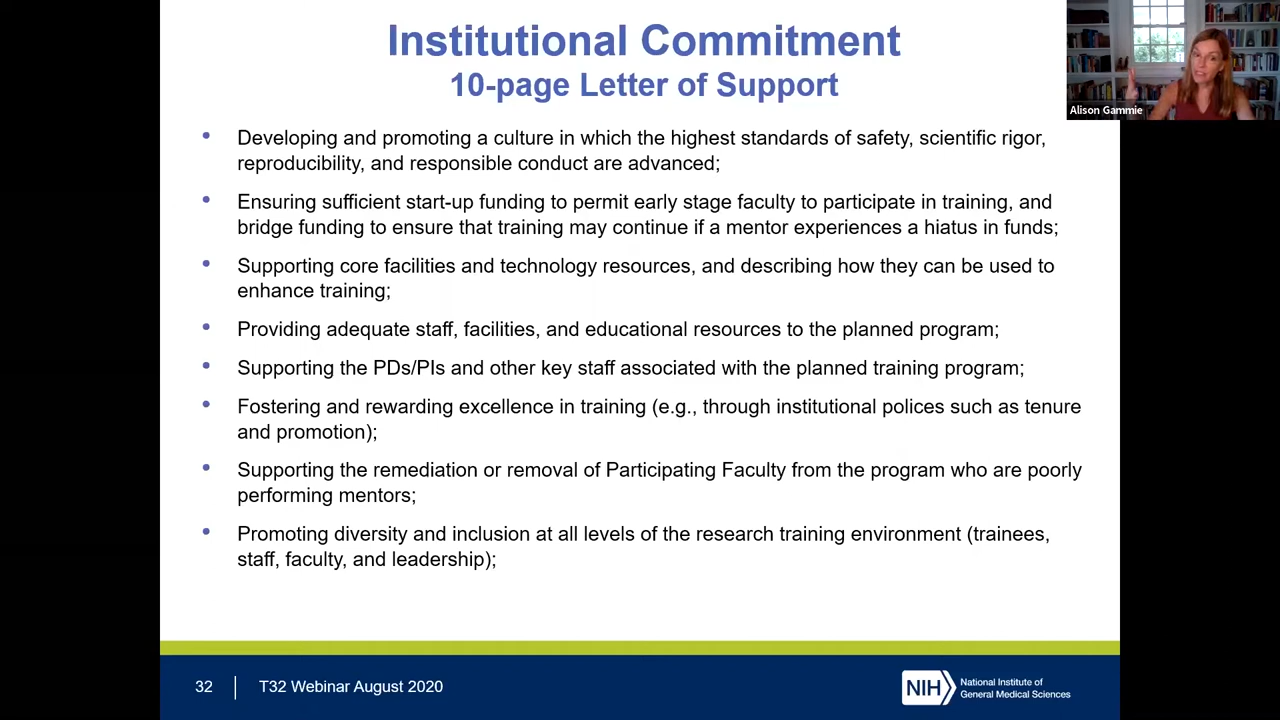 Institutional Commitment
10-page Letter of Support
Alison Gammie
• Developing and promoting a culture in which the highest standards of safety, scientific rigor,
reproducibility, and responsible conduct are advanced;
• Ensuring sufficient start-up funding to permit early stage faculty to participate in training, and
bridge funding to ensure that training may continue if a mentor experiences a hiatus in funds;
• Supporting core facilities and technology resources, and describing how they can be used to
enhance training;
• Providing adequate staff, facilities, and educational resources to the planned program;
• Supporting the PDs/PIs and other key staff associated with the planned training program;
• Fostering and rewarding excellence in training (e.g., through institutional polices such as tenure
and promotion);
• Supporting the remediation or removal of Participating Faculty from the program who are poorly
performing mentors;
• Promoting diversity and inclusion at all levels of the research training environment (trainees,
staff, faculty, and leadership);
32 T32 Webinar August 2020
NIH National Institute of
General Medical Sciences